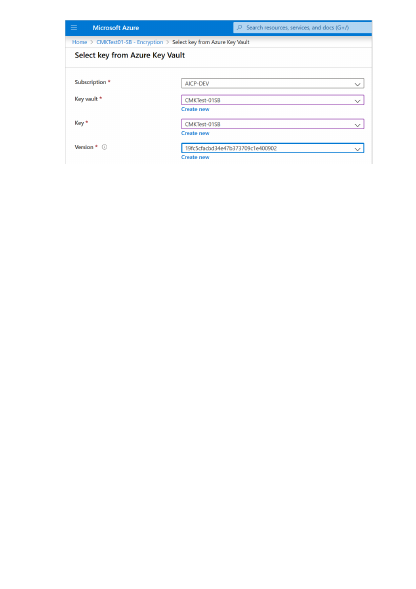 Microsoft Azure
Search resources, services, and docs (G+/)
Home > CMKTest01-SB - Encryption > Select key from Azure Key Vault
Select key from Azure Key Vault
Subscription *
AICP-DEV
Key vault *
CMKTest-01SB
Create new
Key *
CMKTest-01SB
Create new
Version *
Create new